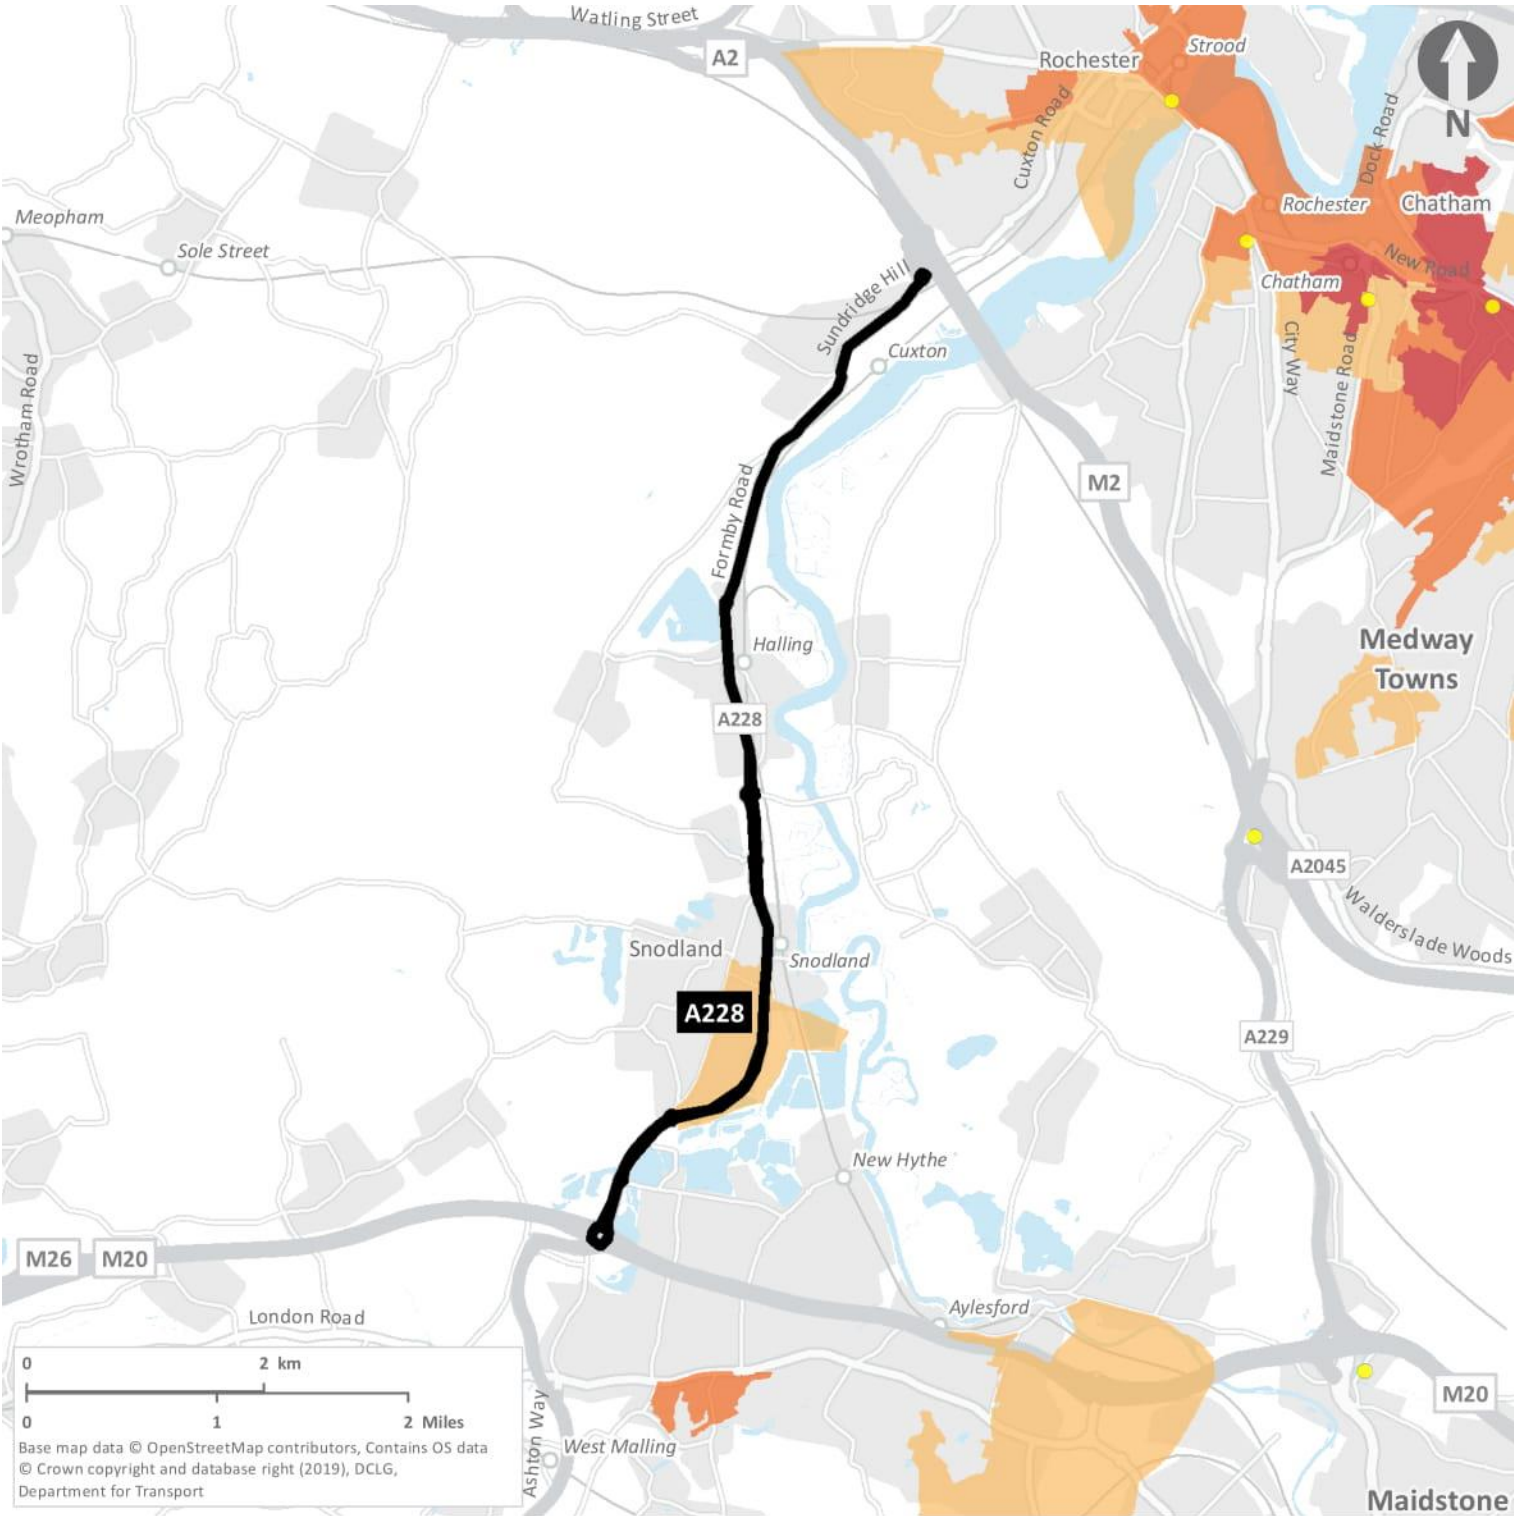 Watling Street
A2
Rochester
Strood
N
Cuxton Road
Dock Road
Meopham
Sole Street
Rochester
Chatham
New Road
Chatham
Sundridge Hill
Cuxton
City Way
Maidstone Road
Wrotham Road
M2
Formby Road
Halling
Medway
Towns
A228
A2045
Walderslade Woods
Snodland
Snodland
A228
A229
New Hythe
M26
M20
London Road
Aylesford
0
2 km
0
1
2 Miles
Base map data © OpenStreetMap contributors, Contains OS data
© Crown copyright and database right (2019), DCLG,
Department for Transport
Ashton Way
West Malling
M20
Maidstone